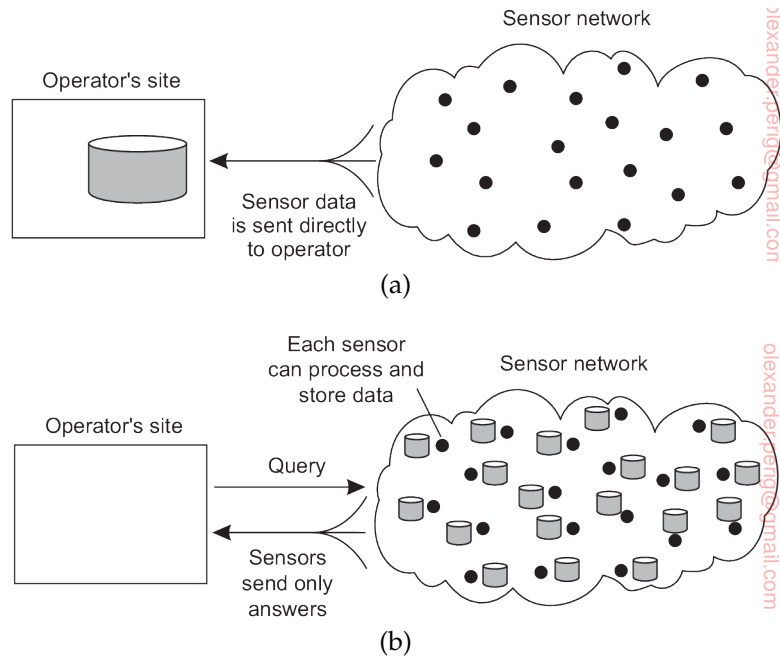 Sensor network
Operator's site
Sensor data
is sent directly
to operator
(a)
Each sensor
can process and
store data
Sensor network
Operator's site
Query
Sensors
send only
answers
(b)
olexander.perig@gmail.com
olexander.perig@gmail.com